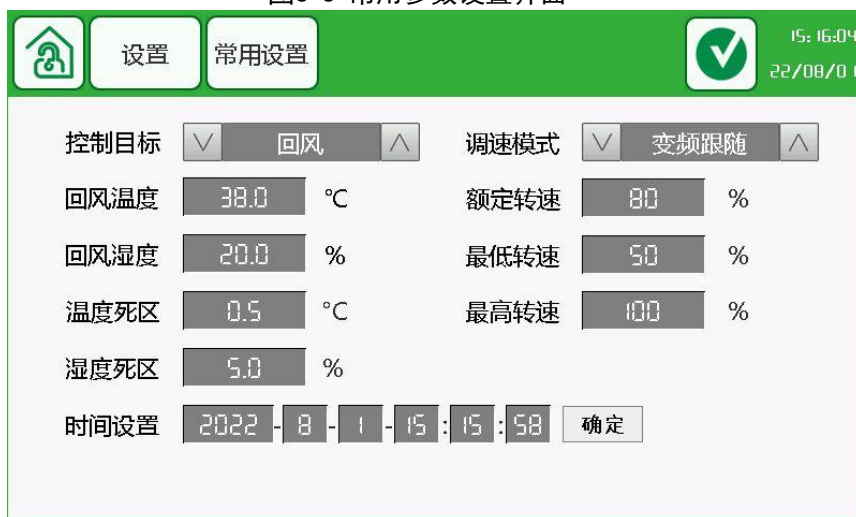 设置 常用设置 15:16:04
22/08/01
控制目标 回风 调速模式 变频跟随
回风温度 38.0 °C 额定转速 80 %
回风湿度 20.0 % 最低转速 50 %
温度死区 0.5 °C 最高转速 100 %
湿度死区 5.0 %
时间设置 2022 - 8 - 1 - 15 : 15 : 58 确定